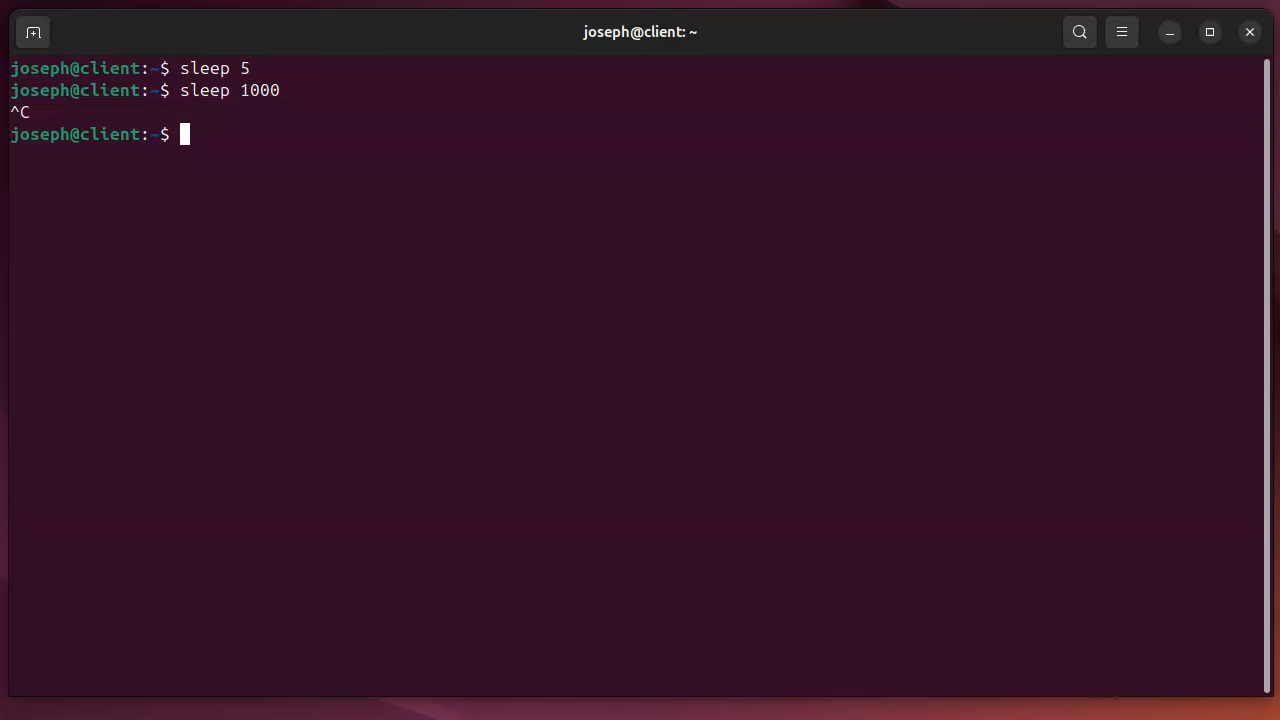 joseph@client: ~
joseph@client:~$ sleep 5
joseph@client:~$ sleep 1000
^C
joseph@client:~$